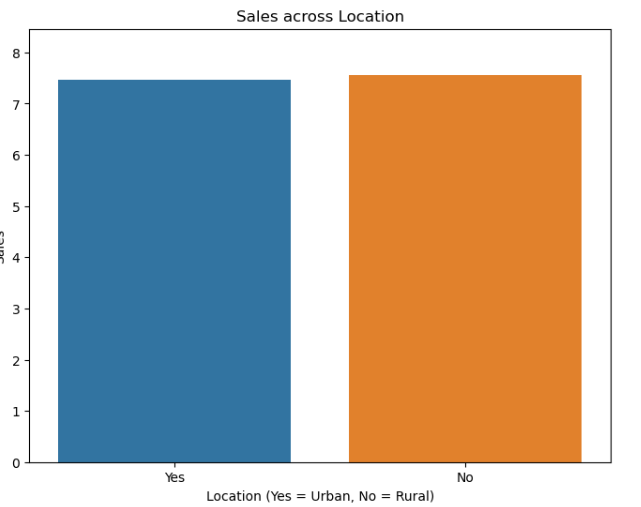 Sales across Location
8
7
6
5
4
3
2
1
0
Sales
Yes No
Location (Yes = Urban, No = Rural)